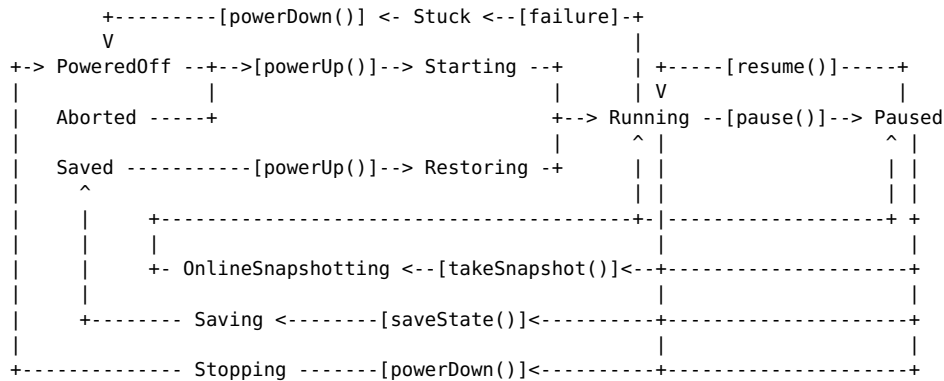 +---------[powerDown()] <- Stuck <--[failure]-+
V |
+-> PoweredOff --+-->[powerUp()]--> Starting --+ | +-----[resume()]-----+
| | | | V |
| Aborted -----+ +--> Running --[pause()]--> Paused
| | ^ | ^ |
| Saved -----------[powerUp()]--> Restoring -+ | | | |
| ^ | | | |
| | +-----------------------------------------+-|-------------------+ +
| | | | |
| | +- OnlineSnapshotting <--[takeSnapshot()]<--+---------------------+
| | | |
| +-------- Saving <--------[saveState()]<----------+---------------------+
| | |
+-------------- Stopping -------[powerDown()]<----------+---------------------+